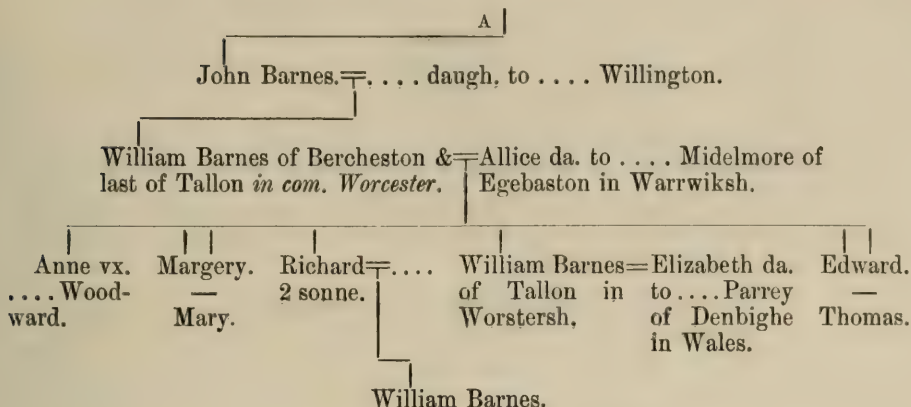 A
John Barnes.=. . . . daugh. to . . . . Willington.
William Barnes of Bercheston &=Allice da. to . . . . Midelmore of
last of Tallon in com. Worcester. Egebaston in Warrwiksh.
Anne vx. Margery. Richard=. . . . William Barnes=Elizabeth da. Edward.
. . . . Wood- — 2 sonne. of Tallon in to . . . . Parrey —
ward. Mary. Worstersh. of Denbighe Thomas.
in Wales.
William Barnes.